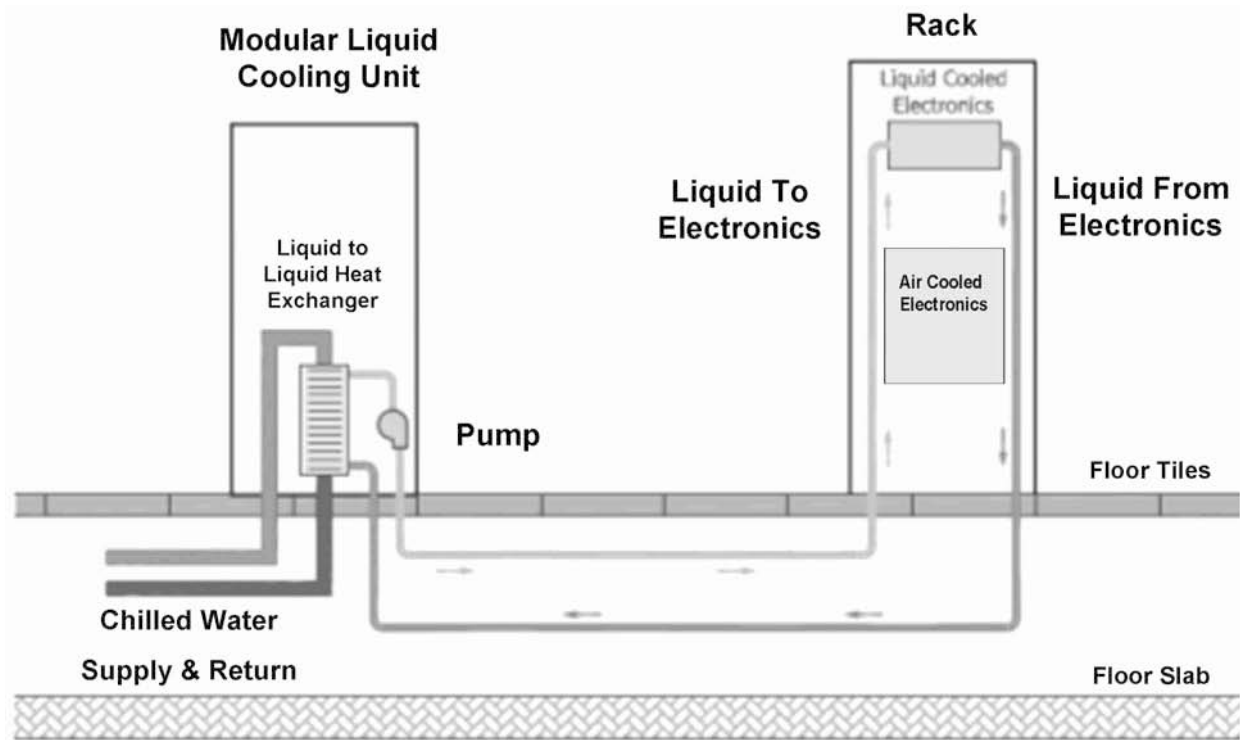 Modular Liquid
Cooling Unit
Rack
Liquid Cooled
Electronics
Liquid To
Electronics
Liquid From
Electronics
Liquid to
Liquid Heat
Exchanger
Air Cooled
Electronics
Pump
Floor Tiles
Chilled Water
Supply & Return
Floor Slab